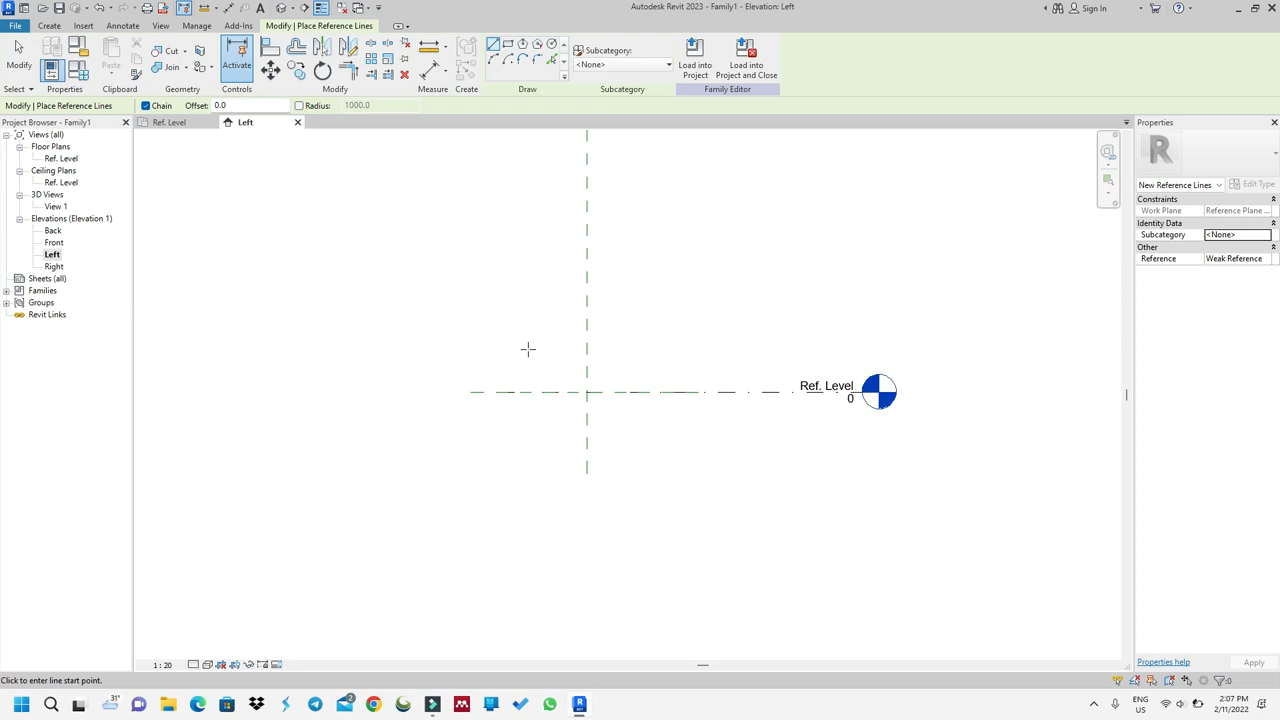 Autodesk Revit 2023 - Family1 - Elevation: Left
Sign In
File Create Insert Annotate View Manage Add-Ins Modify | Place Reference Lines
Modify
Paste
Cut
Join
Activate
Subcategory:
<None>
Load into
Project
Load into
Project and Close
Select Properties Clipboard Geometry Controls Modify Measure Create Draw Subcategory Family Editor
Modify | Place Reference Lines Chain Offset: 0.0 Radius: 1000.0
Project Browser - Family1
Ref. Level
Left
Properties
Views (all)
Floor Plans
Ref. Level
Ceiling Plans
Ref. Level
3D Views
View 1
Elevations (Elevation 1)
Back
Front
Left
Right
Sheets (all)
Families
Groups
Revit Links
Ref. Level
0
R
New Reference Lines
Edit Type
Constraints
Work Plane Reference Plane ...
Identity Data
Subcategory <None>
Other
Reference Weak Reference
Properties help
Apply
1 : 20
Click to enter line start point.
:0
31°
2
ENG
US
2:07 PM
2/11/2022